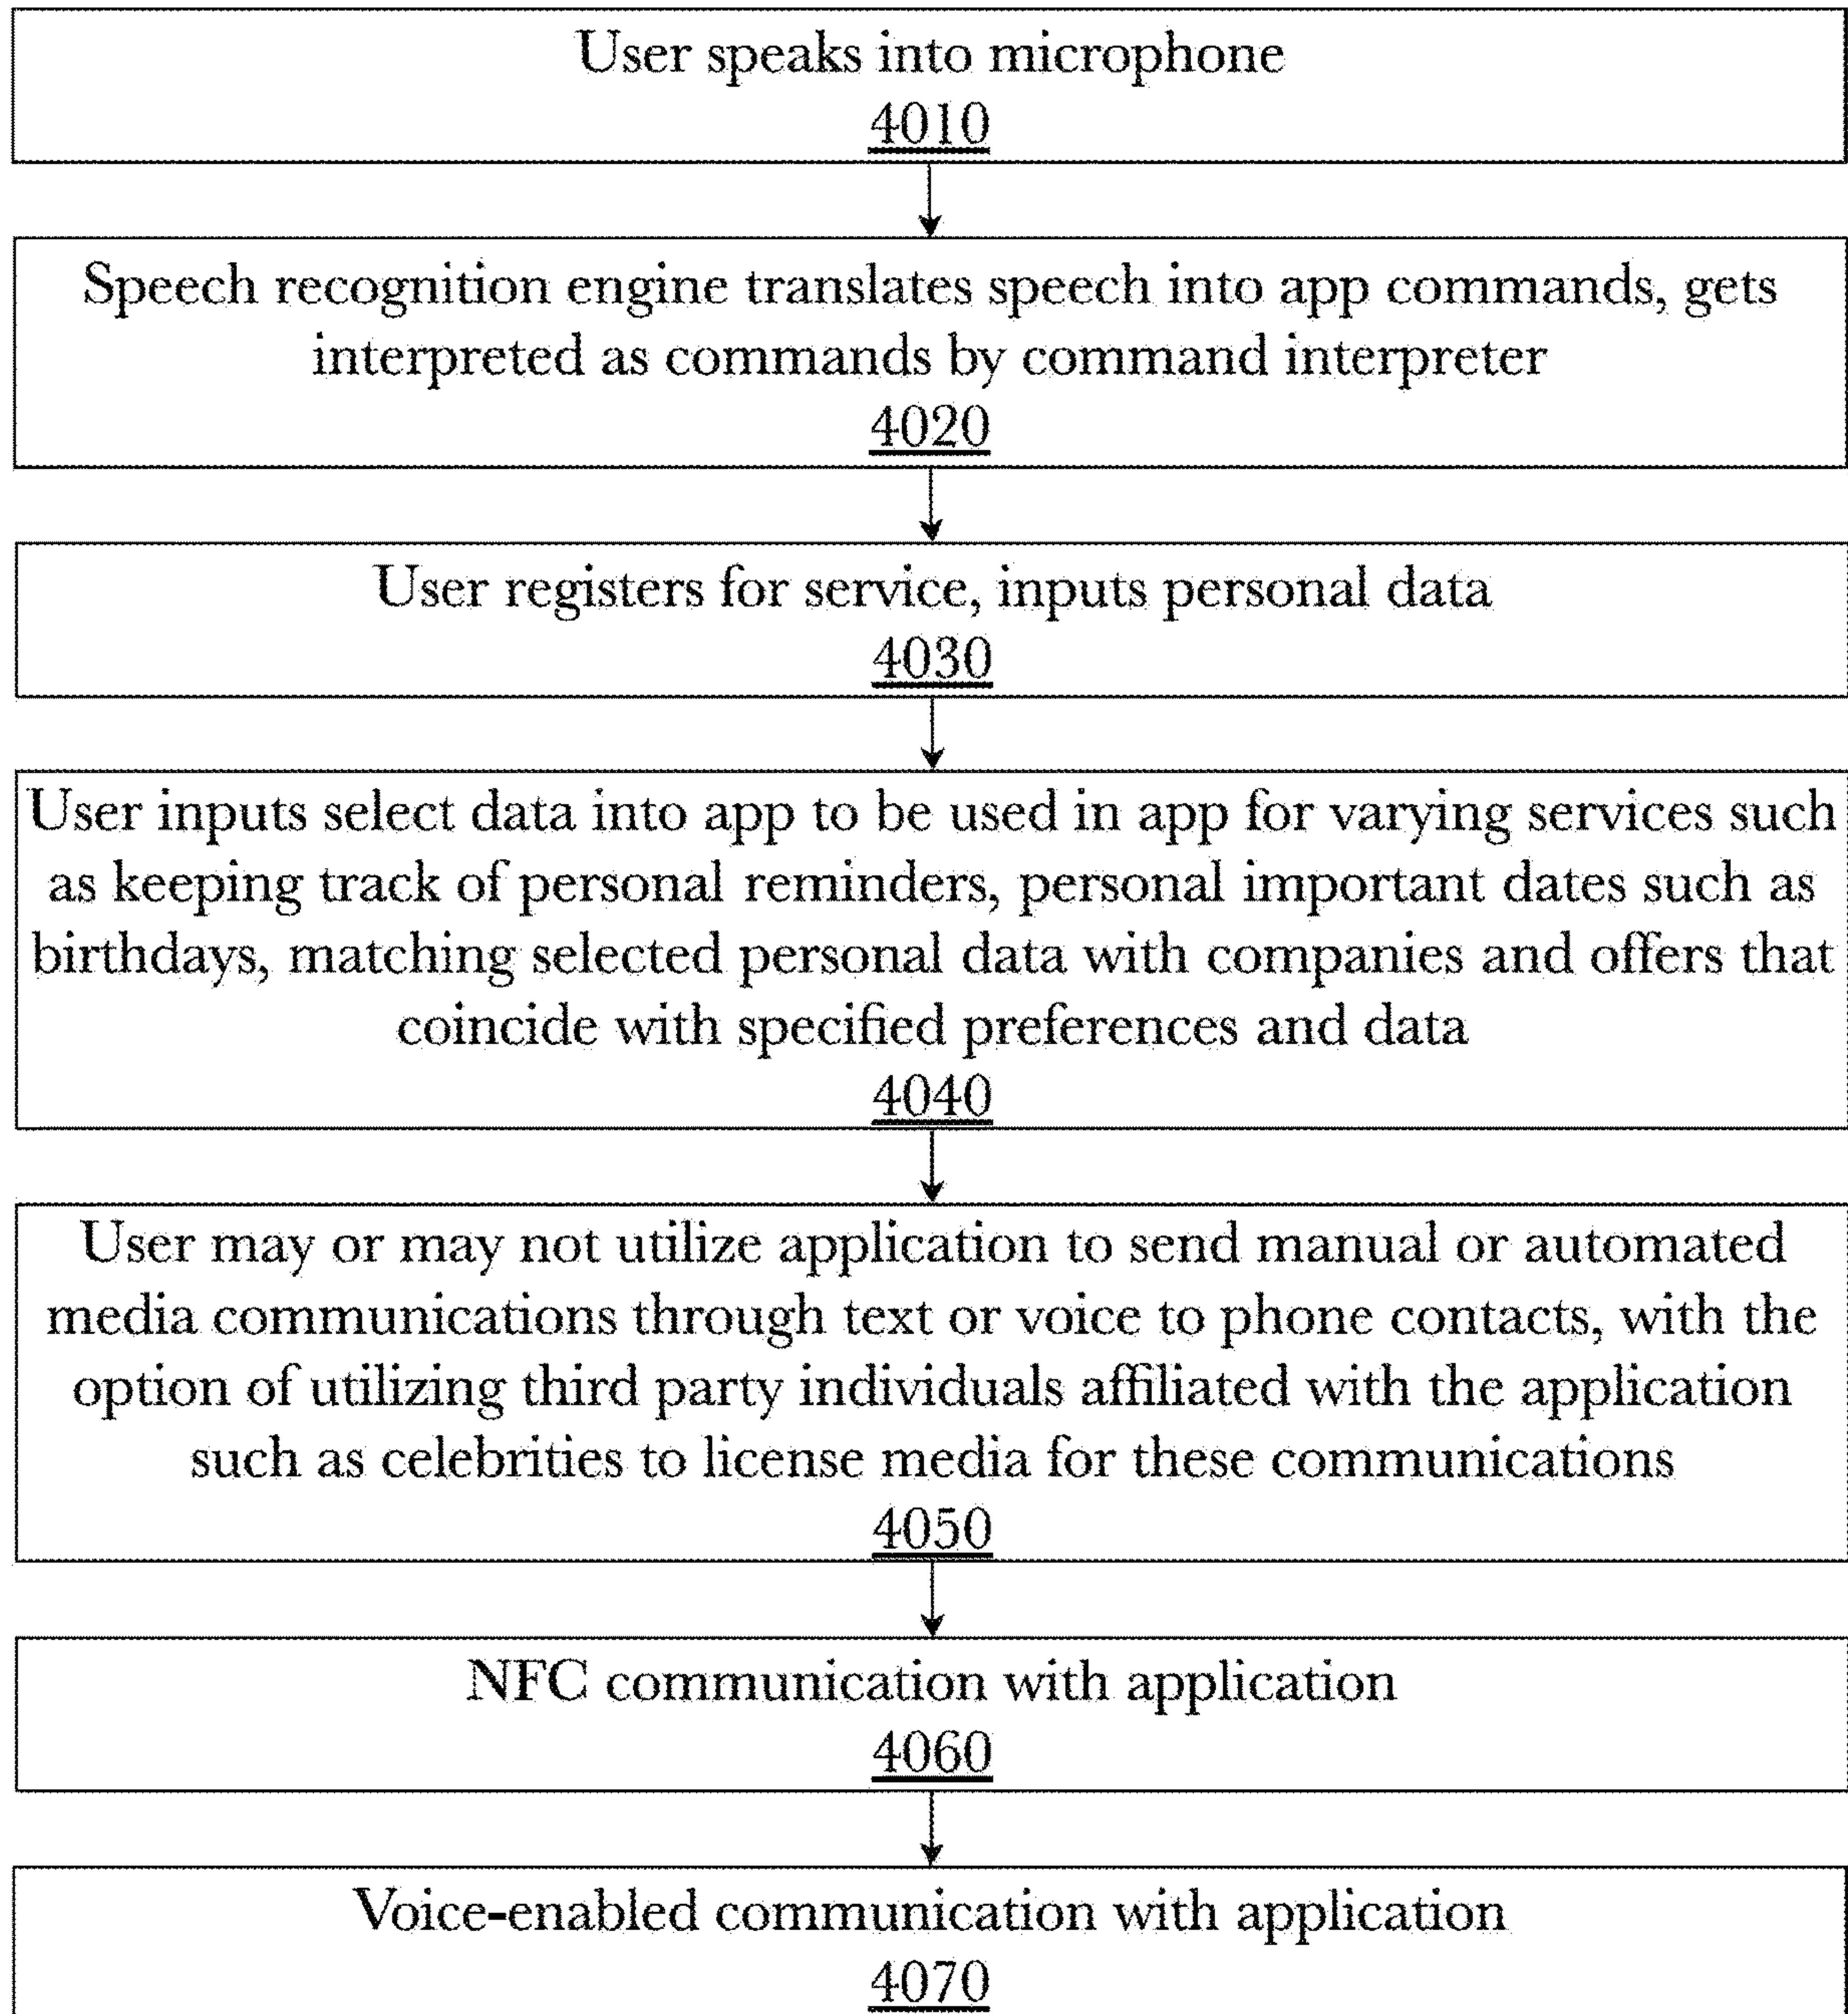 User speaks into microphone
4010
Speech recognition engine translates speech into app commands, gets
interpreted as commands by command interpreter
4020
User registers for service, inputs personal data
4030
User inputs select data into app to be used in app for varying services such
as keeping track of personal reminders, personal important dates such as
birthdays, matching selected personal data with companies and offers that
coincide with specified preferences and data
4040
User may or may not utilize application to send manual or automated
media communications through text or voice to phone contacts, with the
option of utilizing third party individuals affiliated with the application
such as celebrities to license media for these communications
4050
NFC communication with application
4060
Voice-enabled communication with application
4070